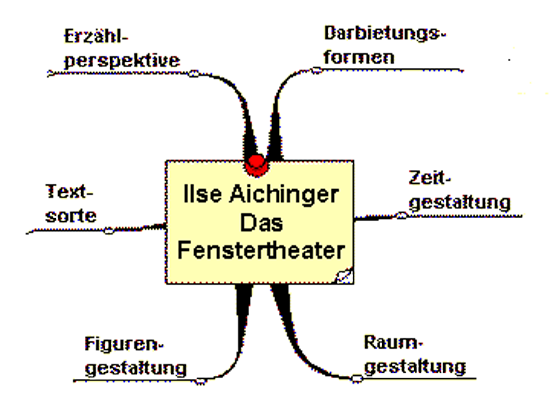 Erzähl-
perspektive
Darbietungs-
formen
Text-
sorte
Ilse Aichinger
Das
Fenstertheater
Zeit-
gestaltung
Figuren-
gestaltung
Raum-
gestaltung